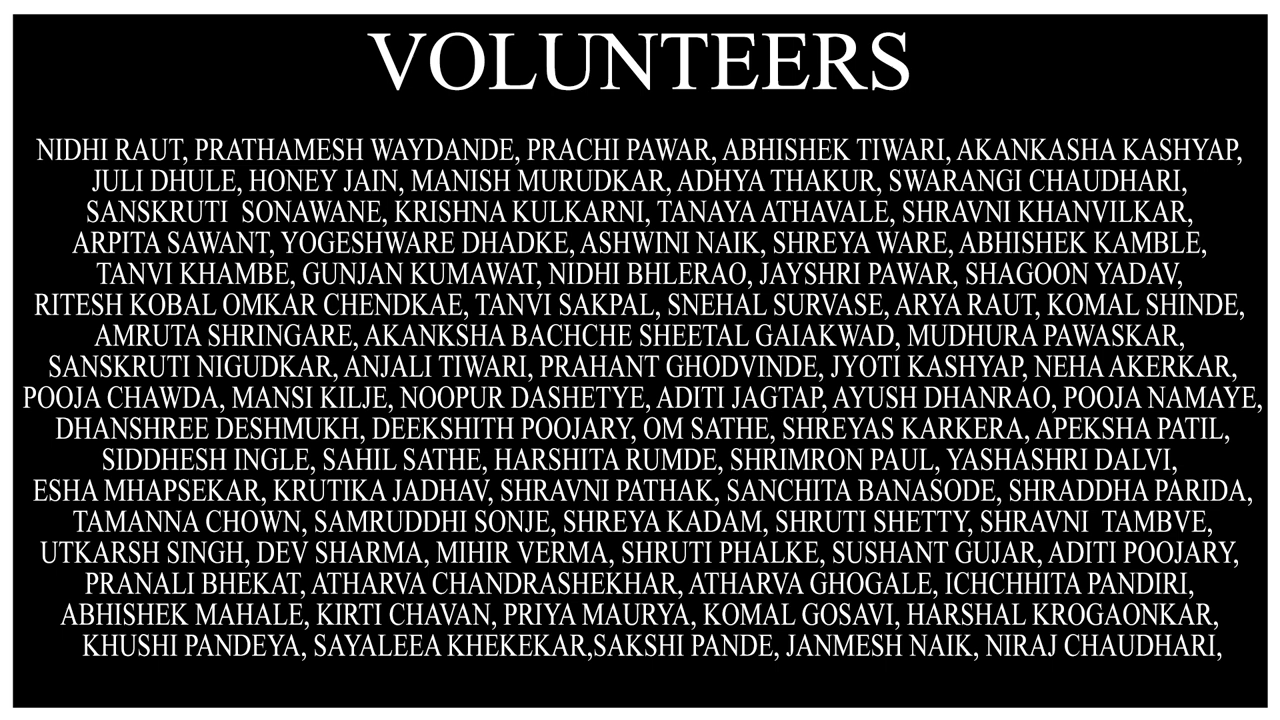 VOLUNTEERS
NIDHI RAUT, PRATHAMESH WAYDANDE, PRACHI PAWAR, ABHISHEK TIWARI, AKANKASHA KASHYAP,
JULI DHULE, HONEY JAIN, MANISH MURUDKAR, ADHYA THAKUR, SWARANGI CHAUDHARI,
SANSKRUTI  SONAWANE, KRISHNA KULKARNI, TANAYA ATHAVALE, SHRAVNI KHANVILKAR,
ARPITA SAWANT, YOGESHWARE DHADKE, ASHWINI NAIK, SHREYA WARE, ABHISHEK KAMBLE,
TANVI KHAMBE, GUNJAN KUMAWAT, NIDHI BHLERAO, JAYSHRI PAWAR, SHAGOON YADAV,
RITESH KOBAL OMKAR CHENDKAE, TANVI SAKPAL, SNEHAL SURVASE, ARYA RAUT, KOMAL SHINDE,
AMRUTA SHRINGARE, AKANKSHA BACHCHE SHEETAL GAIAKWAD, MUDHURA PAWASKAR,
SANSKRUTI NIGUDKAR, ANJALI TIWARI, PRAHANT GHODVINDE, JYOTI KASHYAP, NEHA AKERKAR,
POOJA CHAWDA, MANSI KILJE, NOOPUR DASHETYE, ADITI JAGTAP, AYUSH DHANRAO, POOJA NAMAYE,
DHANSHREE DESHMUKH, DEEKSHITH POOJARY, OM SATHE, SHREYAS KARKERA, APEKSHA PATIL,
SIDDHESH INGLE, SAHIL SATHE, HARSHITA RUMDE, SHRIMRON PAUL, YASHASHRI DALVI,
ESHA MHAPSEKAR, KRUTIKA JADHAV, SHRAVNI PATHAK, SANCHITA BANASODE, SHRADDHA PARIDA,
TAMANNA CHOWN, SAMRUDDHI SONJE, SHREYA KADAM, SHRUTI SHETTY, SHRAVNI  TAMBVE,
UTKARSH SINGH, DEV SHARMA, MIHIR VERMA, SHRUTI PHALKE, SUSHANT GUJAR, ADITI POOJARY,
PRANALI BHEKAT, ATHARVA CHANDRASHEKHAR, ATHARVA GHOGALE, ICHCHHITA PANDIRI,
ABHISHEK MAHALE, KIRTI CHAVAN, PRIYA MAURYA, KOMAL GOSAVI, HARSHAL KROGAONKAR,
KHUSHI PANDEYA, SAYALEEA KHEKEKAR,SAKSHI PANDE, JANMESH NAIK, NIRAJ CHAUDHARI,